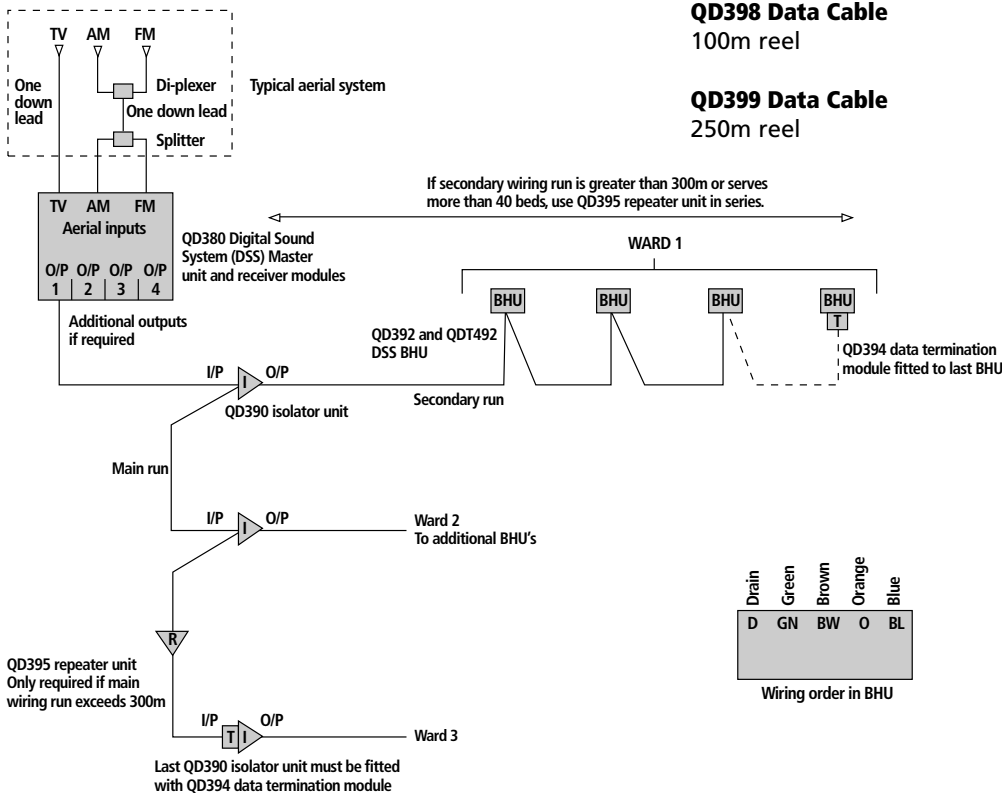 QD398 Data Cable
100m reel
QD399 Data Cable
250m reel
TV AM FM
One
down
lead
Di-plexer
One down lead
Splitter
Typical aerial system
TV AM FM
Aerial inputs
O/P O/P O/P O/P
1 2 3 4
QD380 Digital Sound
System (DSS) Master
unit and receiver modules
Additional outputs
if required
If secondary wiring run is greater than 300m or serves
more than 40 beds, use QD395 repeater unit in series.
WARD 1
BHU BHU BHU BHU
T
QD392 and QDT492
DSS BHU
QD394 data termination
module fitted to last BHU
I/P I O/P
QD390 isolator unit
Secondary run
Main run
I/P I O/P
Ward 2
To additional BHU's
R
QD395 repeater unit
Only required if main
wiring run exceeds 300m
I/P T I O/P
Ward 3
Last QD390 isolator unit must be fitted
with QD394 data termination module
Drain Green Brown Orange Blue
D GN BW O BL
Wiring order in BHU